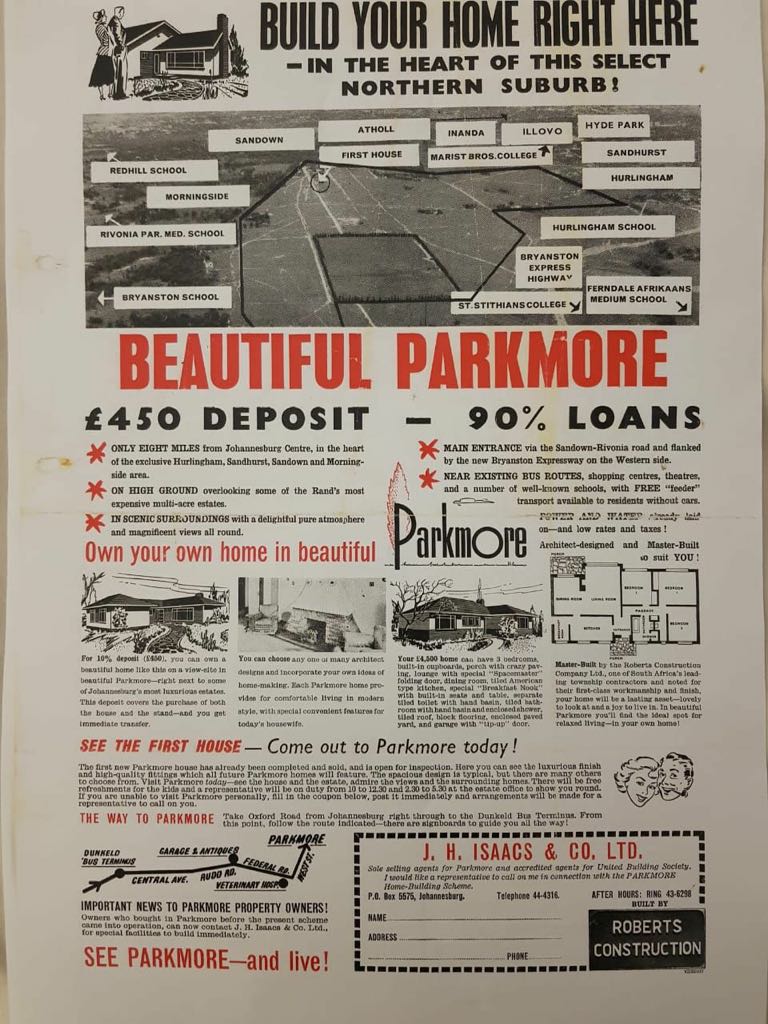 BUILD YOUR HOME RIGHT HERE
—IN THE HEART OF THIS SELECT
NORTHERN SUBURB!
SANDOWN
ATHOLL
INANDA
ILLOVO
HYDE PARK
REDHILL SCHOOL
FIRST HOUSE
MARIST BROS. COLLEGE
SANDHURST
MORNINGSIDE
HURLINGHAM
RIVONIA PAR. MED. SCHOOL
HURLINGHAM SCHOOL
BRYANSTON
EXPRESS
HIGHWAY
BRYANSTON SCHOOL
ST. STITHIANS COLLEGE
FERNDALE AFRIKAANS
MEDIUM SCHOOL
BEAUTIFUL PARKMORE
£450 DEPOSIT — 90% LOANS
ONLY EIGHT MILES from Johannesburg Centre, in the heart
of the exclusive Hurlingham, Sandhurst, Sandown and Morning-
side area.
ON HIGH GROUND overlooking some of the Rand's most
expensive multi-acre estates.
IN SCENIC SURROUNDINGS with a delightful pure atmosphere
and magnificent views all round.
MAIN ENTRANCE via the Sandown-Rivonia road and flanked
by the new Bryanston Expressway on the Western side.
NEAR EXISTING BUS ROUTES, shopping centres, theatres,
and a number of well-known schools, with FREE "feeder"
transport available to residents without cars.
POWER AND WATER already laid
on—and low rates and taxes!
Architect-designed and Master-Built
to suit YOU!
Own your own home in beautiful
Parkmore
PORCH
DINING ROOM
LIVING ROOM
BEDROOM
BEDROOM
PASSAGE
KITCHEN
BEDROOM
For 10% deposit (£450), you can own a
beautiful home like this on a view-site in
beautiful Parkmore—right next to some
of Johannesburg's most luxurious estates.
This deposit covers the purchase of both
the house and the stand—and you get
immediate transfer.
You can choose any one of many architect
designs and incorporate your own ideas of
home-making. Each Parkmore home pro-
vides for comfortable living in modern
style, with special convenient features for
today's housewife.
Your £4,500 home can have 3 bedrooms,
built-in cupboards, porch with crazy pav-
ing, lounge with special "Spacemaster"
folding door, dining room, tiled American
type kitchen, special "Breakfast Nook"
with built-in seats and table, separate
tiled toilet with hand basin, tiled bath-
room with hand basin and enclosed shower,
tiled roof, block flooring, enclosed paved
yard, and garage with "tip-up" door.
Master-Built by the Roberts Construction
Company Ltd., one of South Africa's lead-
ing township contractors and noted for
their first-class workmanship and finish,
your home will be a lasting asset—lovely
to look at and a joy to live in. In beautiful
Parkmore you'll find the ideal spot for
relaxed living—in your own home!
SEE THE FIRST HOUSE — Come out to Parkmore today!
The first new Parkmore house has already been completed and sold, and is open for inspection. Here you can see the luxurious finish
and high-quality fittings which all future Parkmore homes will feature. The spacious design is typical, but there are many others
to choose from. Visit Parkmore today—see the house and the estate, admire the views and the surrounding homes. There will be free
refreshments for the kids and a representative will be on duty from 10 to 12.30 and 2.30 to 5.30 at the estate office to show you round.
If you are unable to visit Parkmore personally, fill in the coupon below, post it immediately and arrangements will be made for a
representative to call on you.
THE WAY TO PARKMORE Take Oxford Road from Johannesburg right through to the Dunkeld Bus Terminus. From
this point, follow the route indicated—there are signboards to guide you all the way!
DUNKELD
'BUS TERMINUS
GARAGE & ANTIQUES
PARKMORE
CENTRAL AVE.
RUDD RD.
FEDERAL RD.
WEST ST.
VETERINARY HOSP.
IMPORTANT NEWS TO PARKMORE PROPERTY OWNERS!
Owners who bought in Parkmore before the present scheme
came into operation, can now contact J. H. Isaacs & Co. Ltd.,
for special facilities to build immediately.
SEE PARKMORE—and live!
J. H. ISAACS & CO. LTD.
Sole selling agents for Parkmore and accredited agents for United Building Society.
I would like a representative to call on me in connection with the PARKMORE
Home-Building Scheme.
P.O. Box 5575, Johannesburg. Telephone 44-4316. AFTER HOURS: RING 43-6298
NAME
ADDRESS
PHONE
BUILT BY
ROBERTS
CONSTRUCTION